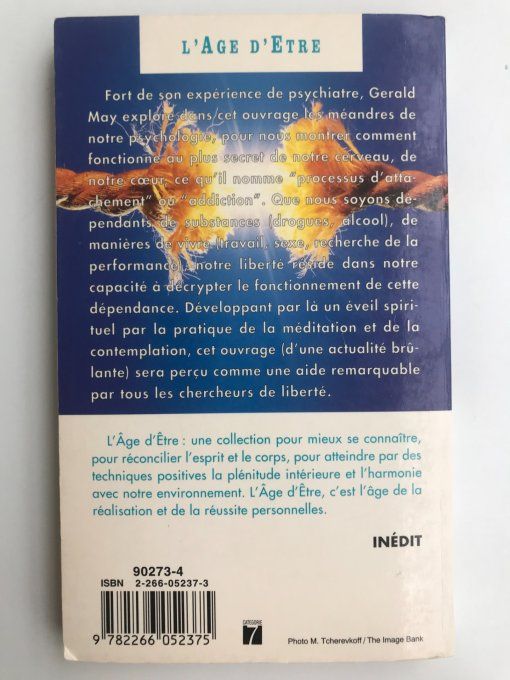 L'AGE D'ETRE
Fort de son expérience de psychiatre, Gerald
May explore dans cet ouvrage les méandres de
notre psychologie, pour nous montrer comment
fonctionne au plus secret de notre cerveau, de
notre cœur, ce qu'il nomme "processus d'atta-
chement" ou "addiction". Que nous soyons dé-
pendants de substances (drogues, alcool), de
manières de vivre (travail, sexe, recherche de la
performance), notre liberté réside dans notre
capacité à décrypter le fonctionnement de cette
dépendance. Développant par là un éveil spiri-
tuel par la pratique de la méditation et de la
contemplation, cet ouvrage (d'une actualité brû-
lante) sera perçu comme une aide remarquable
par tous les chercheurs de liberté.
L'Âge d'Être : une collection pour mieux se connaître,
pour réconcilier l'esprit et le corps, pour atteindre par des
techniques positives la plénitude intérieure et l'harmonie
avec notre environnement. L'Âge d'Être, c'est l'âge de la
réalisation et de la réussite personnelles.
INÉDIT
90273-4
ISBN 2-266-05237-3
9 782266 052375
CATEGORIE
7
Photo M. Tcherevkoff / The Image Bank